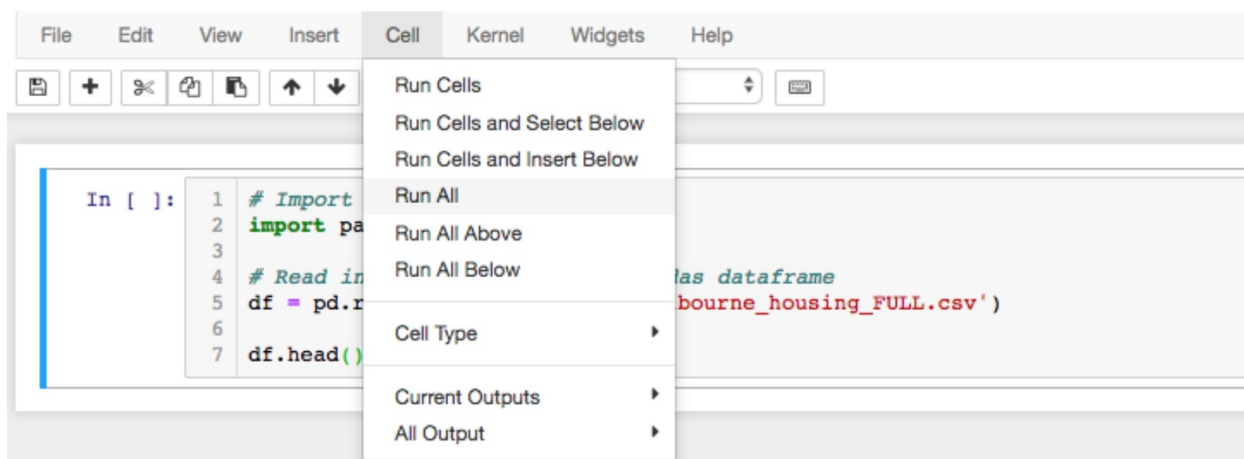 File Edit View Insert Cell Kernel Widgets Help
Run Cells
Run Cells and Select Below
Run Cells and Insert Below
Run All
Run All Above
Run All Below
Cell Type
Current Outputs
All Output
In [ ]:
1 # Import
2 import pa
3
4 # Read in das dataframe
5 df = pd.r bourne_housing_FULL.csv')
6
7 df.head()